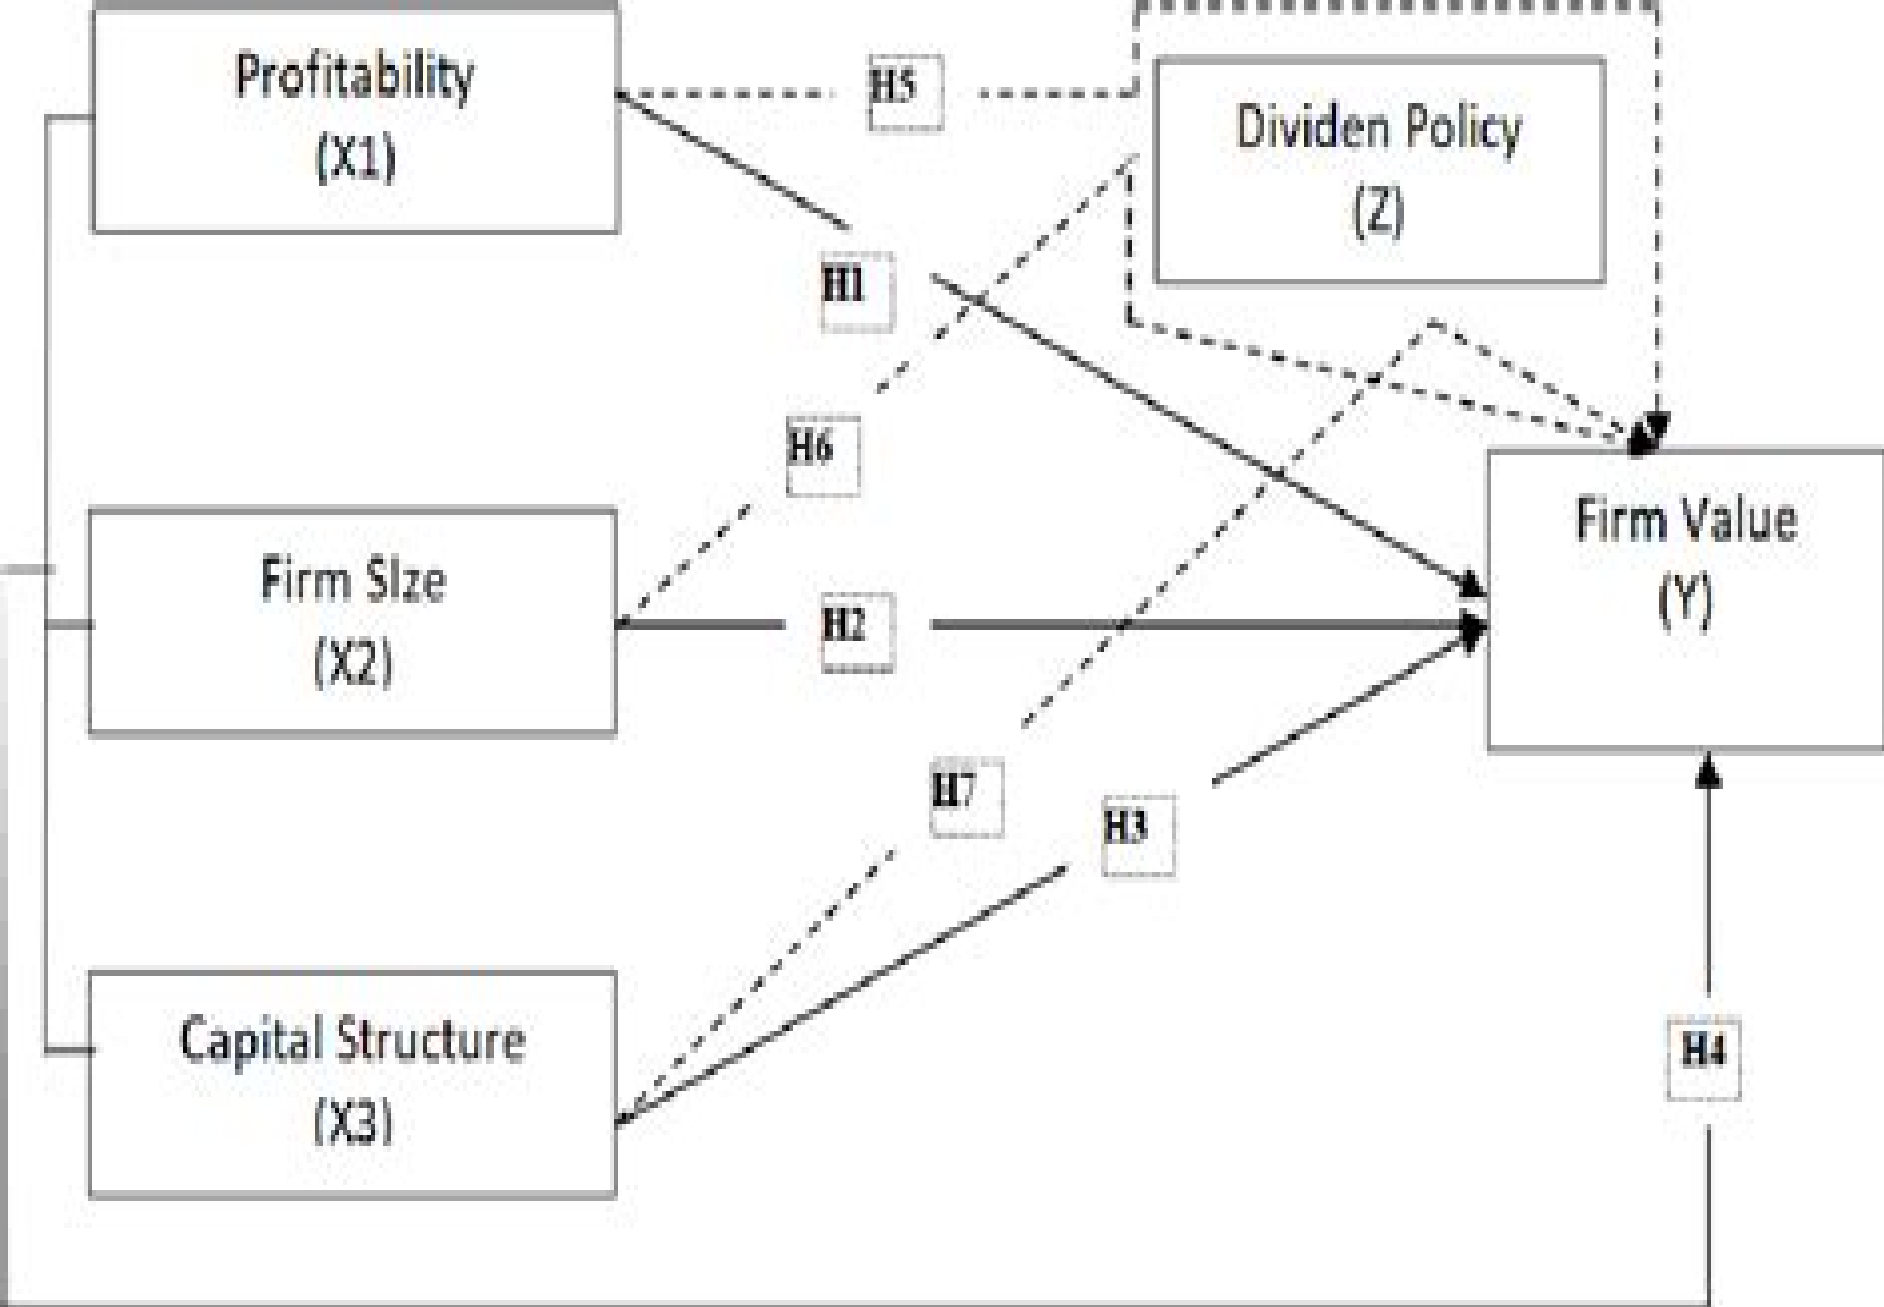 Profitability
(X1)
H5
Dividen Policy
(Z)
H1
H6
Firm SIze
(X2)
H2
Firm Value
(Y)
H7
H3
Capital Structure
(X3)
H4